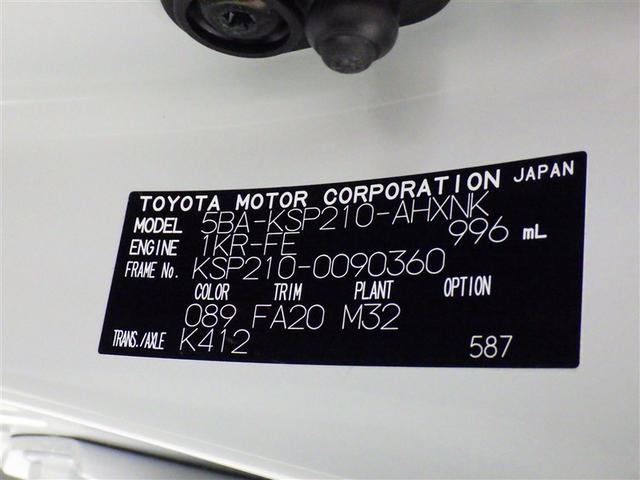 TOYOTA MOTOR CORPORATION JAPAN
MODEL 5BA-KSP210-AHXNK
ENGINE 1KR-FE 996 mL
FRAME No. KSP210-0090360
COLOR TRIM PLANT OPTION
089 FA20 M32
TRANS./AXLE K412 587